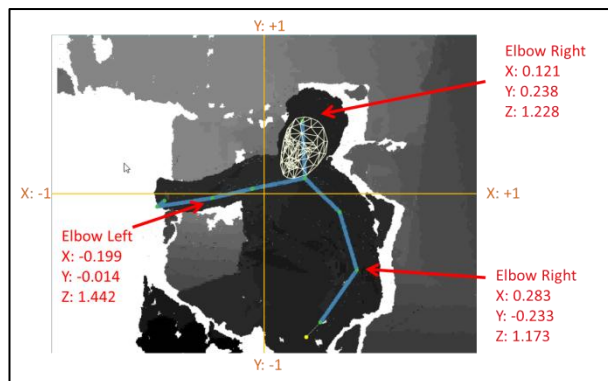 Y: +1
Elbow Right
X: 0.121
Y: 0.238
Z: 1.228
X: -1
X: +1
Elbow Left
X: -0.199
Y: -0.014
Z: 1.442
Elbow Right
X: 0.283
Y: -0.233
Z: 1.173
Y: -1